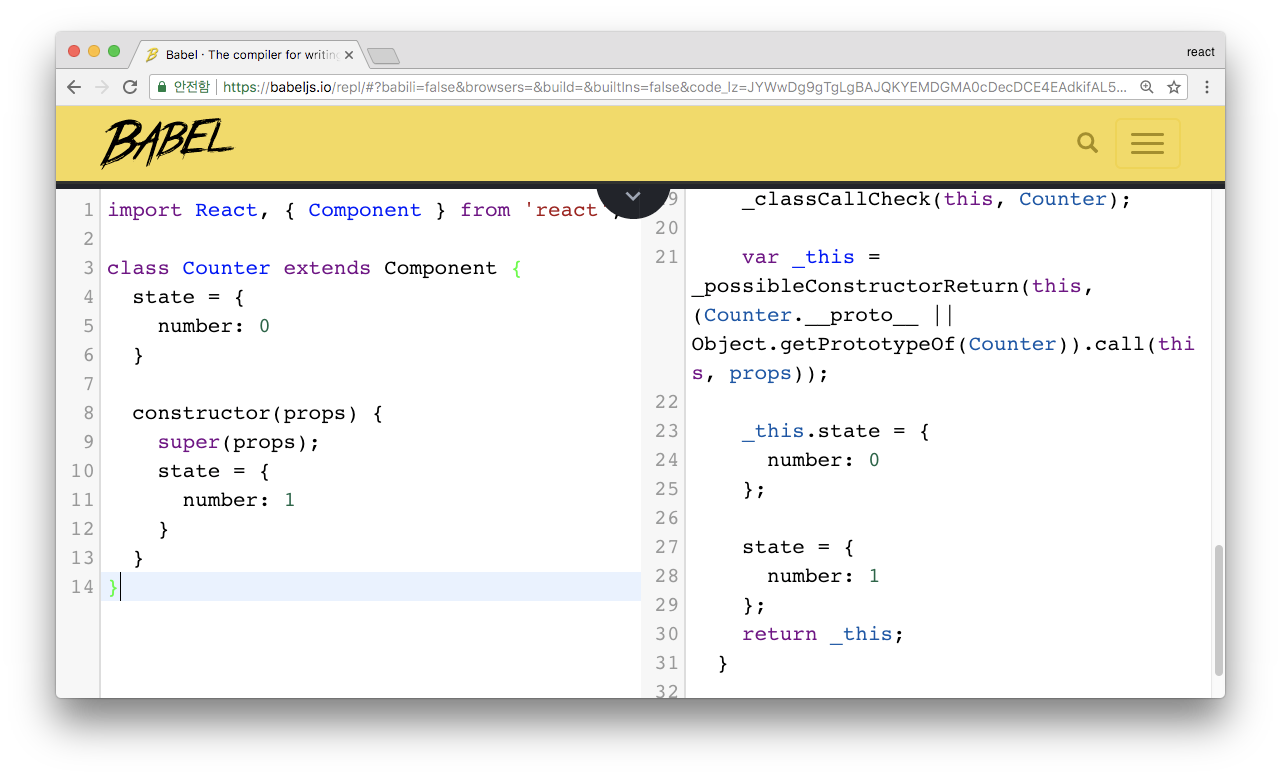 Babel · The compiler for writing
react
안전함 https://babeljs.io/repl/#?babili=false&browsers=&build=&builtIns=false&code_lz=JYWwDg9gTgLgBAJQKYEMDGMA0cDecDCE4EAdkifAL5...
BABEL
1 import React, { Component } from 'react';
2
3 class Counter extends Component {
4 state = {
5 number: 0
6 }
7
8 constructor(props) {
9 super(props);
10 state = {
11 number: 1
12 }
13 }
14 }
19 _classCallCheck(this, Counter);
20
21 var _this =
_possibleConstructorReturn(this,
(Counter.__proto__ ||
Object.getPrototypeOf(Counter)).call(thi
s, props));
22
23 _this.state = {
24 number: 0
25 };
26
27 state = {
28 number: 1
29 };
30 return _this;
31 }
32